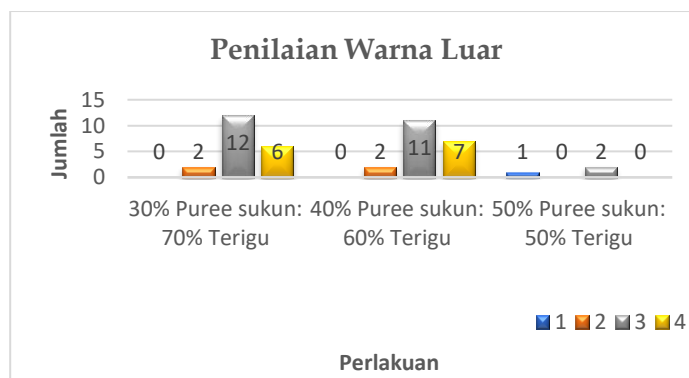 Penilaian Warna Luar
Jumlah
15
10
5
0
0 2 12 6 0 2 11 7 1 0 2 0
30% Puree sukun: 40% Puree sukun: 50% Puree sukun:
70% Terigu 60% Terigu 50% Terigu
1 2 3 4
Perlakuan